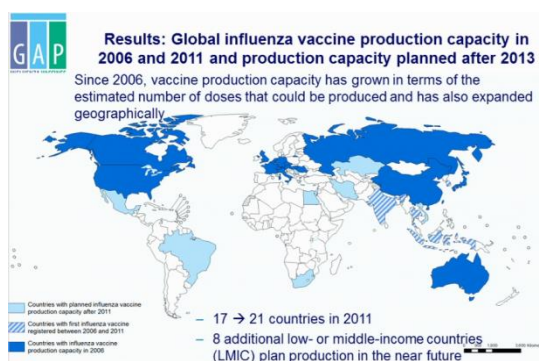 GAP
Results: Global influenza vaccine production capacity in
2006 and 2011 and production capacity planned after 2013
Since 2006, vaccine production capacity has grown in terms of the
estimated number of doses that could be produced and has also expanded
geographically
Countries with planned influenza vaccine
production capacity after 2011
Countries with first influenza vaccine
registered between 2006 and 2011
Countries with influenza vaccine
production capacity in 2006
– 17 → 21 countries in 2011
– 8 additional low- or middle-income countries
(LMIC) plan production in the near future